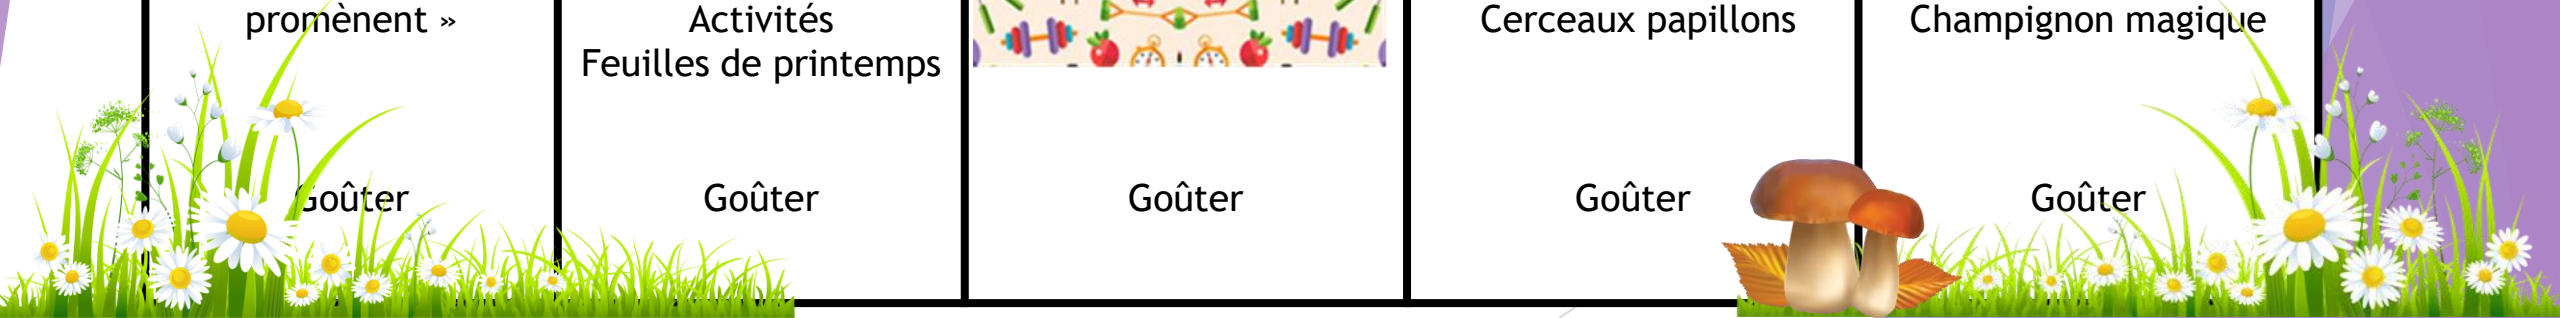 promènent »
Goûter
Activités
Feuilles de printemps
Goûter
Goûter
Cerceaux papillons
Goûter
Champignon magique
Goûter